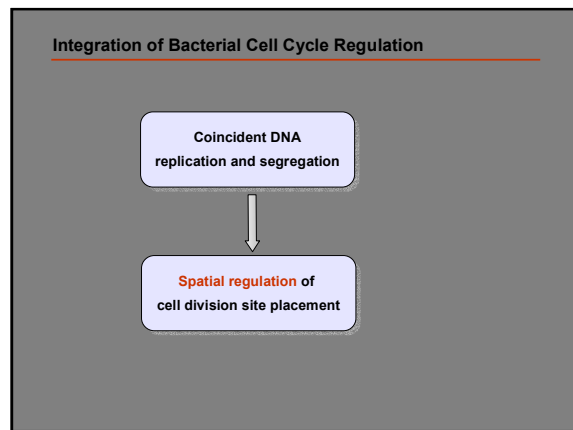 Integration of Bacterial Cell Cycle Regulation
Coincident DNA
replication and segregation
Spatial regulation of
cell division site placement